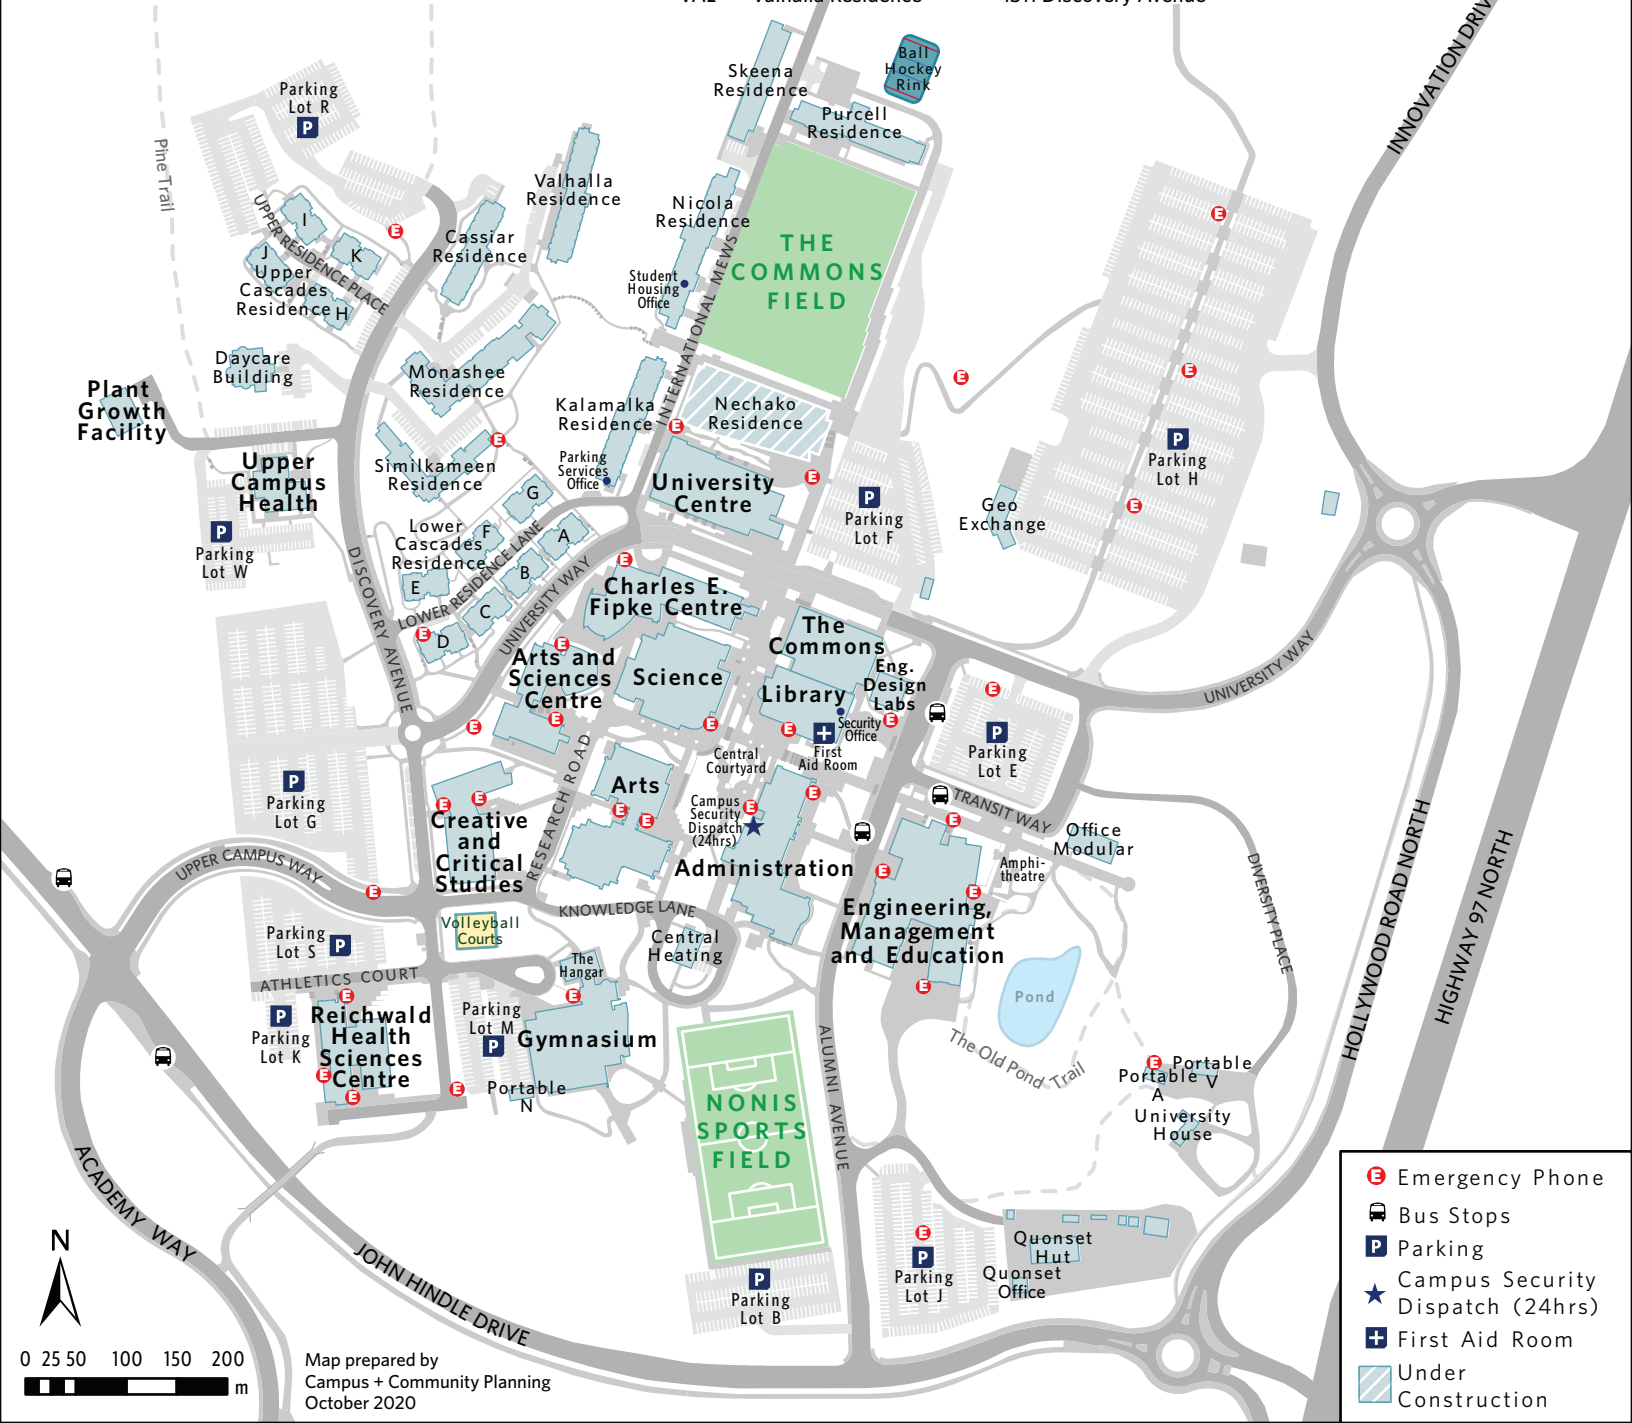 VAL Valhalla Residence 1511 Discovery Avenue
INNOVATION DRIVE
Skeena
Residence
Ball
Hockey
Rink
Purcell
Residence
Parking
Lot R
P
Pine Trail
Valhalla
Residence
Nicola
Residence
Cassiar
Residence
UPPER RESIDENCE PLACE
I
K
J
H
Upper
Cascades
Residence
THE
COMMONS
FIELD
Student
Housing
Office
INTERNATIONAL MEWS
Daycare
Building
Plant
Growth
Facility
Monashee
Residence
Kalamalka
Residence
Nechako
Residence
Parking
Services
Office
Upper
Campus
Health
Similkameen
Residence
University
Centre
P
Parking
Lot H
P
Parking
Lot F
Geo
Exchange
P
Parking
Lot W
Lower
Cascades
Residence
G
F
A
E
B
C
D
LOWER RESIDENCE LANE
DISCOVERY AVENUE
UNIVERSITY WAY
Charles E.
Fipke Centre
The
Commons
Arts and
Sciences
Centre
Science
Library
Eng.
Design
Labs
Security
Office
First
Aid Room
UNIVERSITY WAY
P
Parking
Lot E
Central
Courtyard
P
Parking
Lot G
Arts
RESEARCH ROAD
Campus
Security
Dispatch
(24hrs)
TRANSIT WAY
Office
Modular
Creative
and
Critical
Studies
Administration
Amphi-
theatre
UPPER CAMPUS WAY
DIVERSITY PLACE
HOLLYWOOD ROAD NORTH
HIGHWAY 97 NORTH
KNOWLEDGE LANE
Engineering,
Management
and Education
Volleyball
Courts
Parking
Lot S
P
Central
Heating
The
Hangar
ATHLETICS COURT
Pond
P
Parking
Lot K
Reichwald
Health
Sciences
Centre
Parking
Lot M
P
Gymnasium
Portable
N
The Old Pond Trail
Portable
V
Portable
A
University
House
ALUMNI AVENUE
NONIS
SPORTS
FIELD
ACADEMY WAY
JOHN HINDLE DRIVE
P
Parking
Lot B
P
Parking
Lot J
Quonset
Hut
Quonset
Office
N
0 25 50 100 150 200
m
Map prepared by
Campus + Community Planning
October 2020
E Emergency Phone
Bus Stops
P Parking
Campus Security
Dispatch (24hrs)
First Aid Room
Under
Construction